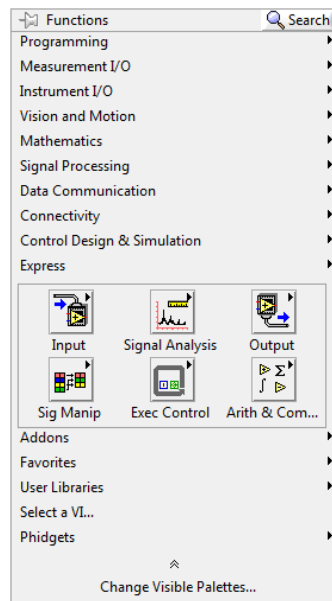 Functions Search
Programming
Measurement I/O
Instrument I/O
Vision and Motion
Mathematics
Signal Processing
Data Communication
Connectivity
Control Design & Simulation
Express
Input Signal Analysis Output
Sig Manip Exec Control Arith & Com...
Addons
Favorites
User Libraries
Select a VI...
Phidgets
Change Visible Palettes...